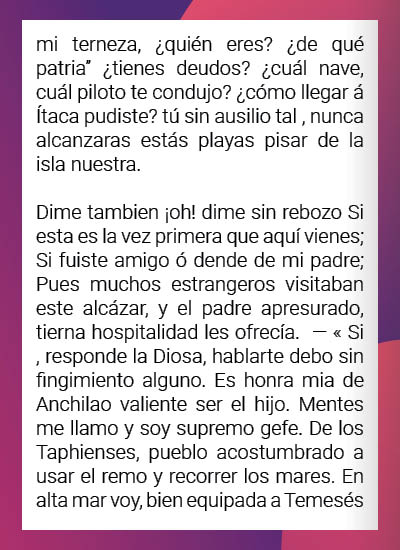 mi terneza, ¿quién eres? ¿de qué
patria” ¿tienes deudos? ¿cuál nave,
cuál piloto te condujo? ¿cómo llegar á
Ítaca pudiste? tú sin ausilio tal , nunca
alcanzaras estás playas pisar de la
isla nuestra.
Dime tambien ¡oh! dime sin rebozo Si
esta es la vez primera que aquí vienes;
Si fuiste amigo ó dende de mi padre;
Pues muchos estrangeros visitaban
este alcázar, y el padre apresurado,
tierna hospitalidad les ofrecía. — « Si
, responde la Diosa, hablarte debo sin
fingimiento alguno. Es honra mia de
Anchilao valiente ser el hijo. Mentes
me llamo y soy supremo gefe. De los
Taphienses, pueblo acostumbrado a
usar el remo y recorrer los mares. En
alta mar voy, bien equipada a Temesés